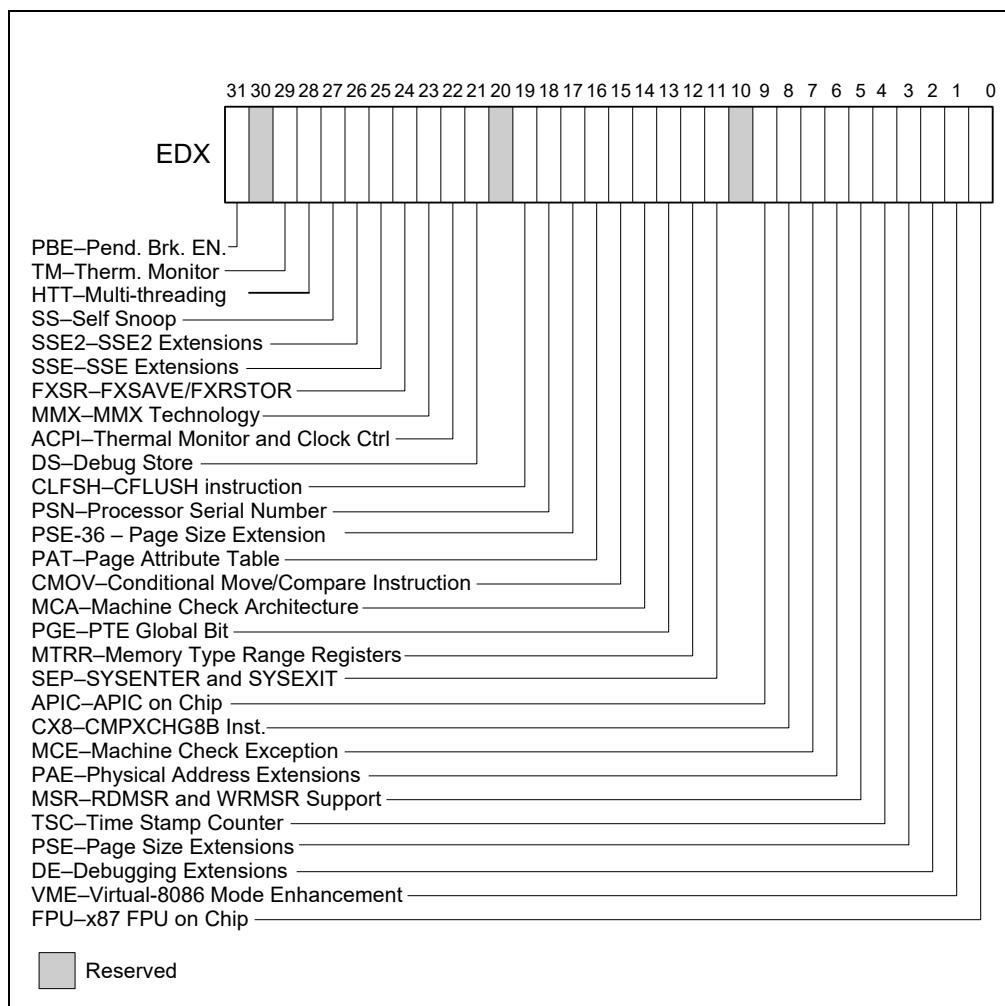 31 30 29 28 27 26 25 24 23 22 21 20 19 18 17 16 15 14 13 12 11 10 9 8 7 6 5 4 3 2 1 0
EDX
PBE–Pend. Brk. EN.
TM–Therm. Monitor
HTT–Multi-threading
SS–Self Snoop
SSE2–SSE2 Extensions
SSE–SSE Extensions
FXSR–FXSAVE/FXRSTOR
MMX–MMX Technology
ACPI–Thermal Monitor and Clock Ctrl
DS–Debug Store
CLFSH–CFLUSH instruction
PSN–Processor Serial Number
PSE-36 – Page Size Extension
PAT–Page Attribute Table
CMOV–Conditional Move/Compare Instruction
MCA–Machine Check Architecture
PGE–PTE Global Bit
MTRR–Memory Type Range Registers
SEP–SYSENTER and SYSEXIT
APIC–APIC on Chip
CX8–CMPXCHG8B Inst.
MCE–Machine Check Exception
PAE–Physical Address Extensions
MSR–RDMSR and WRMSR Support
TSC–Time Stamp Counter
PSE–Page Size Extensions
DE–Debugging Extensions
VME–Virtual-8086 Mode Enhancement
FPU–x87 FPU on Chip
Reserved